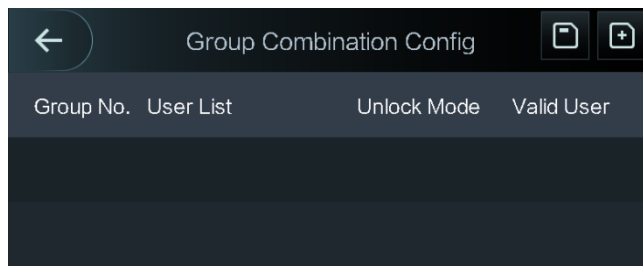 Group Combination Config
Group No. User List Unlock Mode Valid User